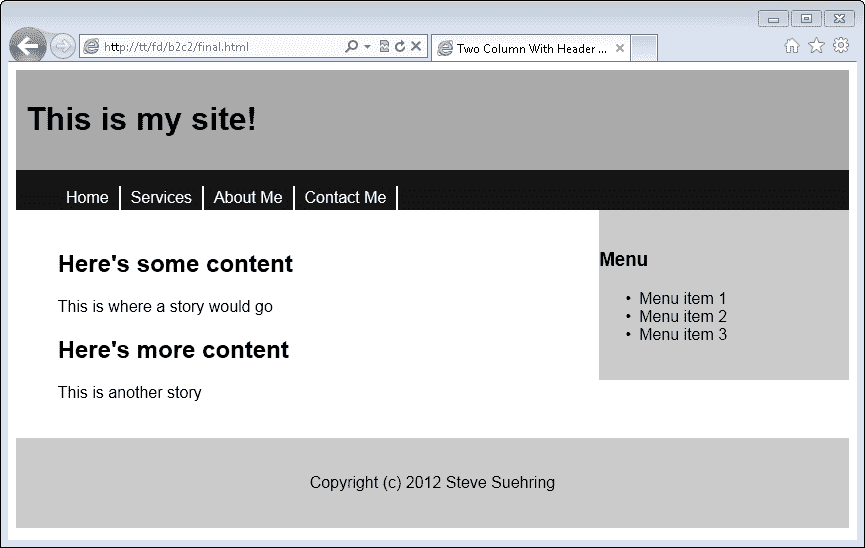 http://tt/fd/b2c2/final.html
Two Column With Header ...
This is my site!
Home Services About Me Contact Me
Here's some content
This is where a story would go
Here's more content
This is another story
Menu
• Menu item 1
• Menu item 2
• Menu item 3
Copyright (c) 2012 Steve Suehring